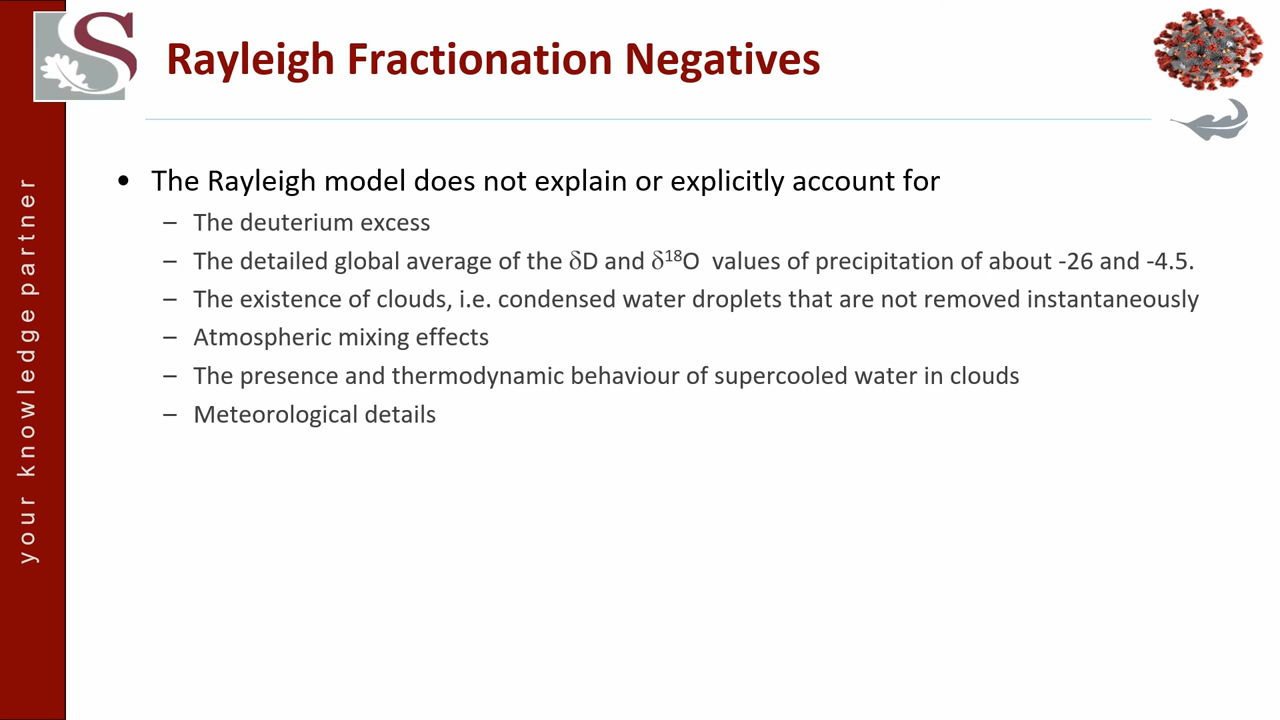 Rayleigh Fractionation Negatives
• The Rayleigh model does not explain or explicitly account for
– The deuterium excess
– The detailed global average of the δD and δ¹⁸O values of precipitation of about -26 and -4.5.
– The existence of clouds, i.e. condensed water droplets that are not removed instantaneously
– Atmospheric mixing effects
– The presence and thermodynamic behaviour of supercooled water in clouds
– Meteorological details
your knowledge partner
S